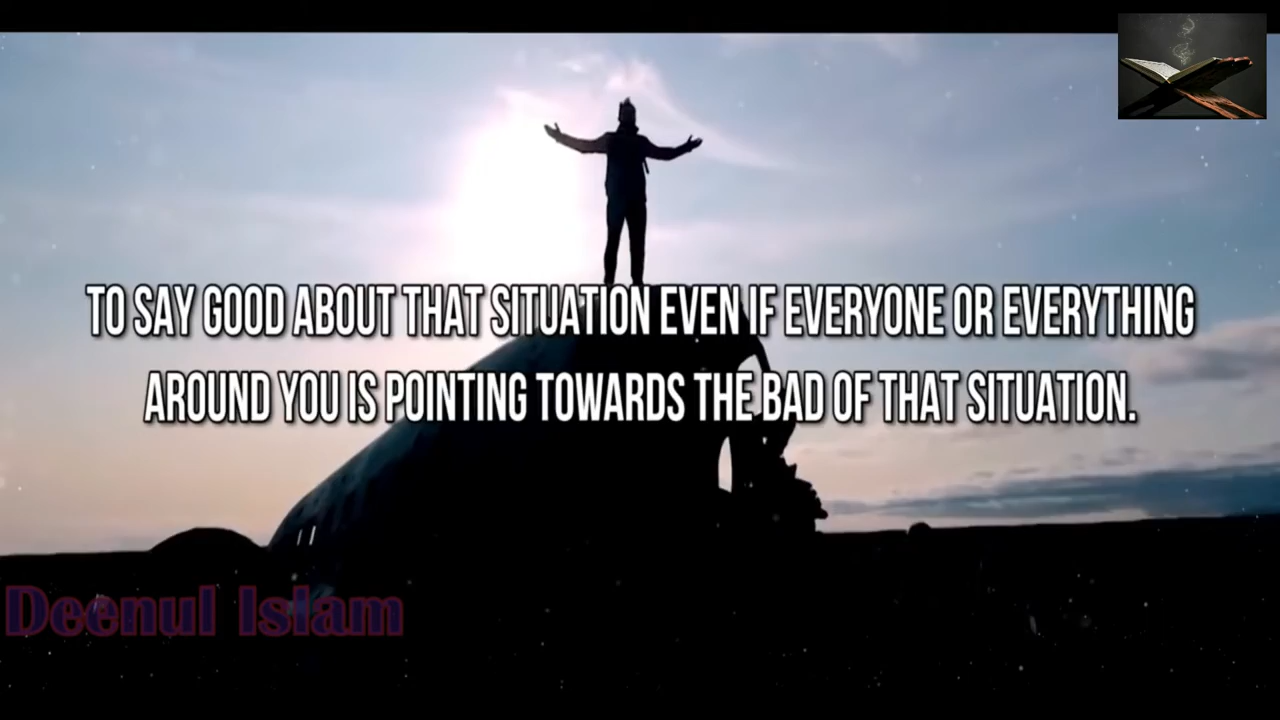 TO SAY GOOD ABOUT THAT SITUATION EVEN IF EVERYONE OR EVERYTHING
AROUND YOU IS POINTING TOWARDS THE BAD OF THAT SITUATION.
Deenul Islam